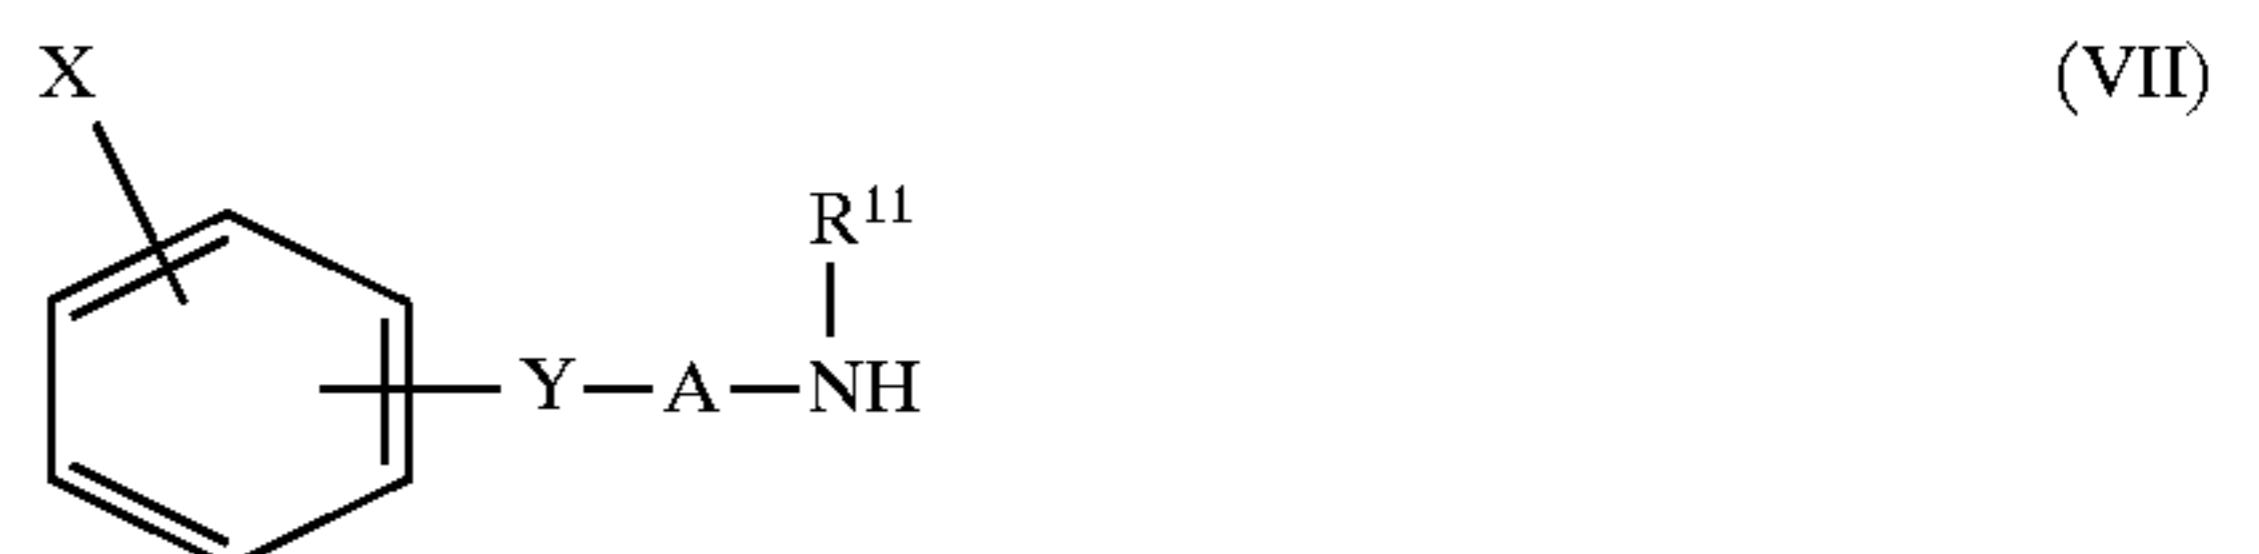 X (VII)
R¹¹
Y—A—NH